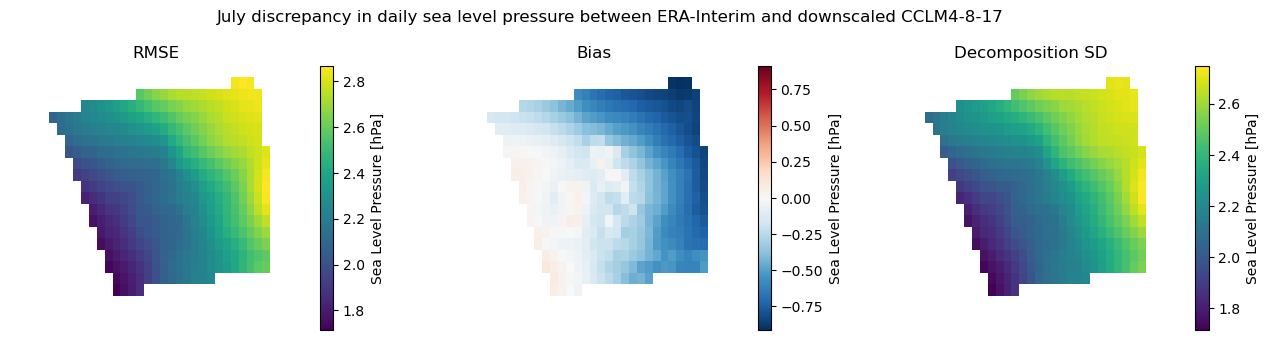 July discrepancy in daily sea level pressure between ERA-Interim and downscaled CCLM4-8-17
RMSE
2.8
2.6
2.4
2.2
2.0
1.8
Sea Level Pressure [hPa]
Bias
0.75
0.50
0.25
0.00
−0.25
−0.50
−0.75
Sea Level Pressure [hPa]
Decomposition SD
2.6
2.4
2.2
2.0
1.8
Sea Level Pressure [hPa]